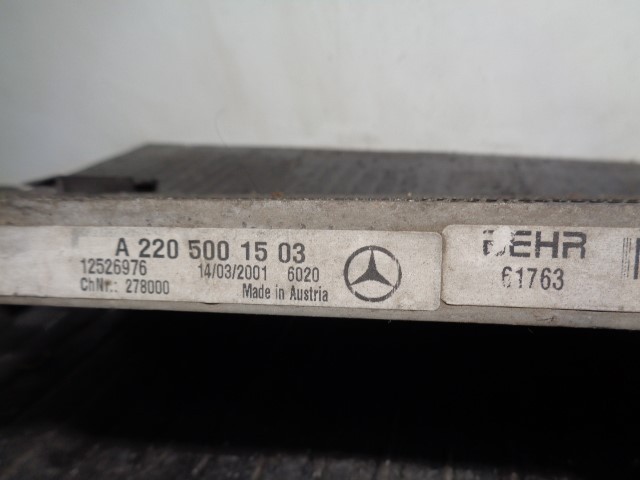 A 220 500 15 03
12526976 14/03/2001 6020
ChNr.: 278000 Made in Austria
BEHR
61763